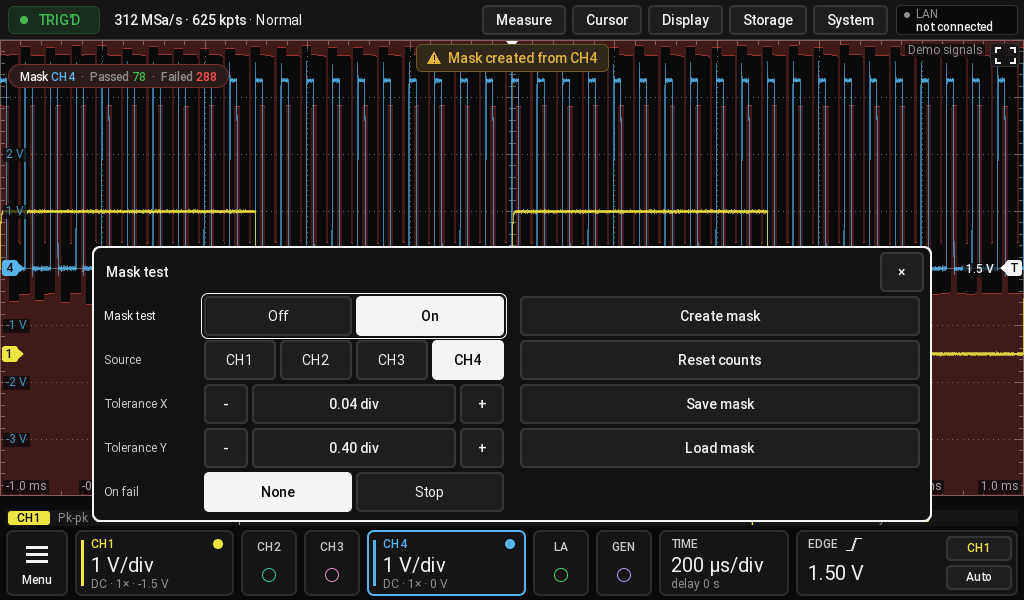 TRIG'D
312 MSa/s · 625 kpts · Normal
Measure
Cursor
Display
Storage
System
LAN
not connected
Mask created from CH4
Demo signals
Mask CH4 · Passed 78 · Failed 288
2 V
1 V
4
1.5 V
T
-1 V
1
-2 V
-3 V
-1.0 ms
1.0 ms
Mask test
×
Mask test
Off
On
Create mask
Source
CH1
CH2
CH3
CH4
Reset counts
Tolerance X
-
0.04 div
+
Save mask
Tolerance Y
-
0.40 div
+
Load mask
On fail
None
Stop
CH1
Pk-pk
Menu
CH1
1 V/div
DC · 1× · -1.5 V
CH2
CH3
CH4
1 V/div
DC · 1× · 0 V
LA
GEN
TIME
200 µs/div
delay 0 s
EDGE
1.50 V
CH1
Auto